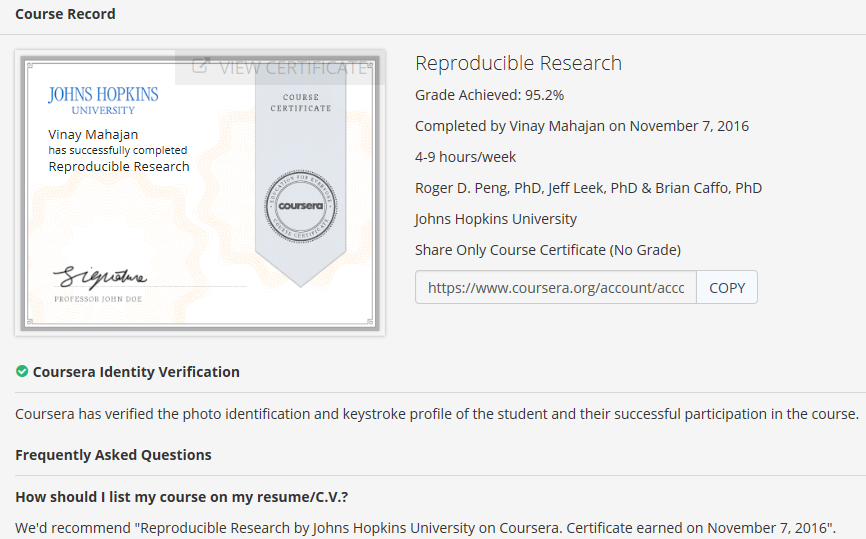 Course Record
VIEW CERTIFICATE
JOHNS HOPKINS
UNIVERSITY
Vinay Mahajan
has successfully completed
Reproducible Research
COURSE
CERTIFICATE
EDUCATION FOR EVERYONE
coursera
COURSE CERTIFICATE
Signature
PROFESSOR JOHN DOE
Reproducible Research
Grade Achieved: 95.2%
Completed by Vinay Mahajan on November 7, 2016
4-9 hours/week
Roger D. Peng, PhD, Jeff Leek, PhD & Brian Caffo, PhD
Johns Hopkins University
Share Only Course Certificate (No Grade)
https://www.coursera.org/account/accc
COPY
Coursera Identity Verification
Coursera has verified the photo identification and keystroke profile of the student and their successful participation in the course.
Frequently Asked Questions
How should I list my course on my resume/C.V.?
We'd recommend "Reproducible Research by Johns Hopkins University on Coursera. Certificate earned on November 7, 2016".